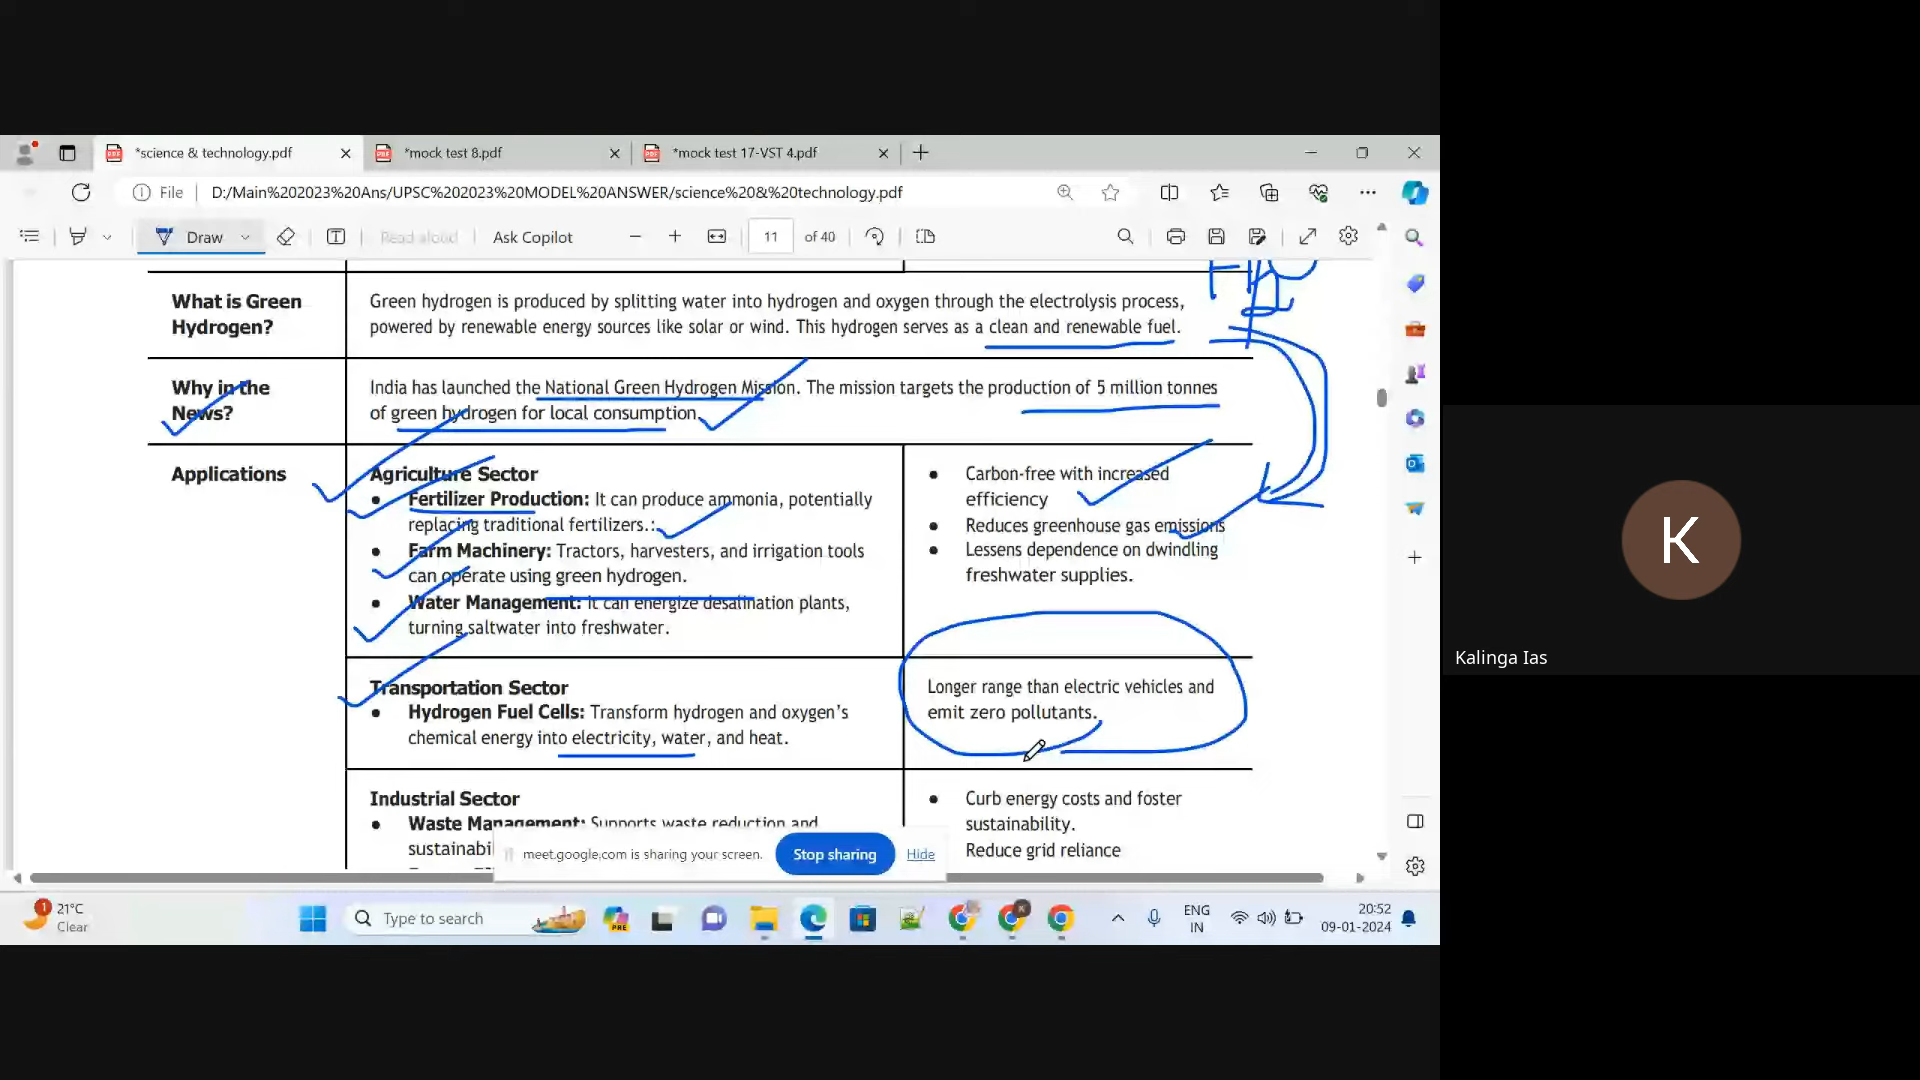 *science & technology.pdf
*mock test 8.pdf
*mock test 17-VST 4.pdf
File
D:/Main%202023%20Ans/UPSC%202023%20MODEL%20ANSWER/science%20&%20technology.pdf
Draw
Read aloud
Ask Copilot
11
of 40
What is Green
Hydrogen?
Green hydrogen is produced by splitting water into hydrogen and oxygen through the electrolysis process,
powered by renewable energy sources like solar or wind. This hydrogen serves as a clean and renewable fuel.
Why in the
News?
India has launched the National Green Hydrogen Mission. The mission targets the production of 5 million tonnes
of green hydrogen for local consumption.
Applications
Agriculture Sector
• Fertilizer Production: It can produce ammonia, potentially
replacing traditional fertilizers.:
• Farm Machinery: Tractors, harvesters, and irrigation tools
can operate using green hydrogen.
• Water Management: It can energize desalination plants,
turning saltwater into freshwater.
• Carbon-free with increased
efficiency
• Reduces greenhouse gas emissions
• Lessens dependence on dwindling
freshwater supplies.
Transportation Sector
• Hydrogen Fuel Cells: Transform hydrogen and oxygen's
chemical energy into electricity, water, and heat.
Longer range than electric vehicles and
emit zero pollutants.
Industrial Sector
• Waste Management: Supports waste reduction and
• Curb energy costs and foster
sustainability.
Reduce grid reliance
meet.google.com is sharing your screen.
Stop sharing
Hide
Kalinga Ias
K
1
21°C
Clear
Type to search
PRE
K
ENG
IN
20:52
09-01-2024